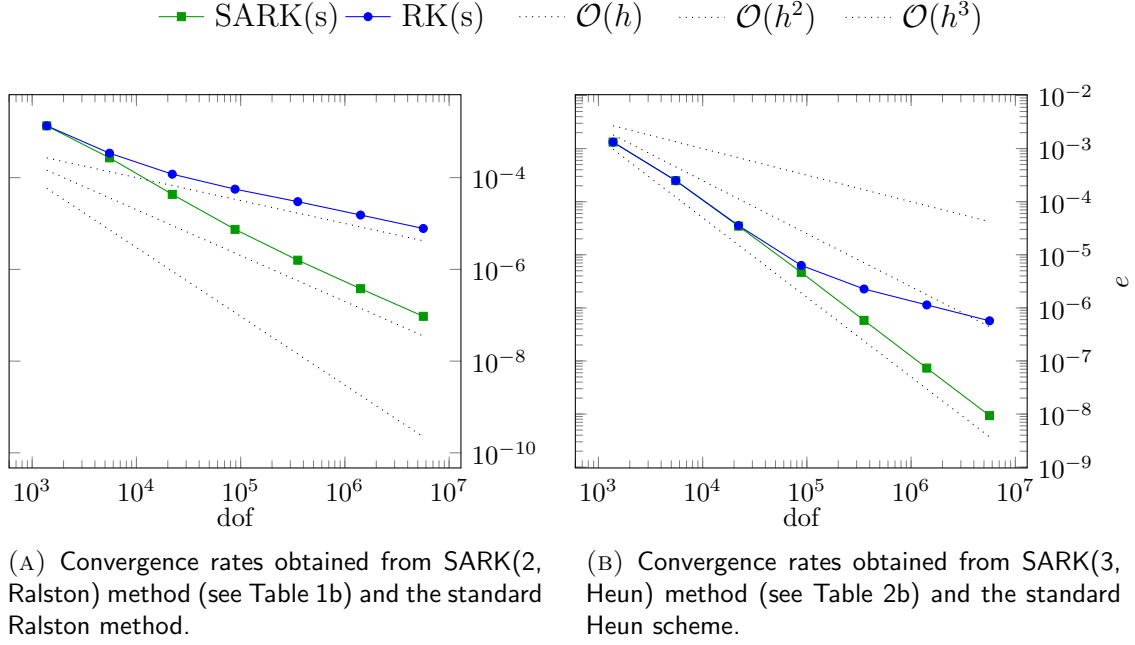 SARK(s) RK(s) O(h) O(h²) O(h³)
10⁻⁴
10⁻⁶
10⁻⁸
10⁻¹⁰
10³ 10⁴ 10⁵ 10⁶ 10⁷
dof
10⁻²
10⁻³
10⁻⁴
10⁻⁵
10⁻⁶
10⁻⁷
10⁻⁸
10⁻⁹
e
10³ 10⁴ 10⁵ 10⁶ 10⁷
dof
(A) Convergence rates obtained from SARK(2,
Ralston) method (see Table 1b) and the standard
Ralston method.
(B) Convergence rates obtained from SARK(3,
Heun) method (see Table 2b) and the standard
Heun scheme.